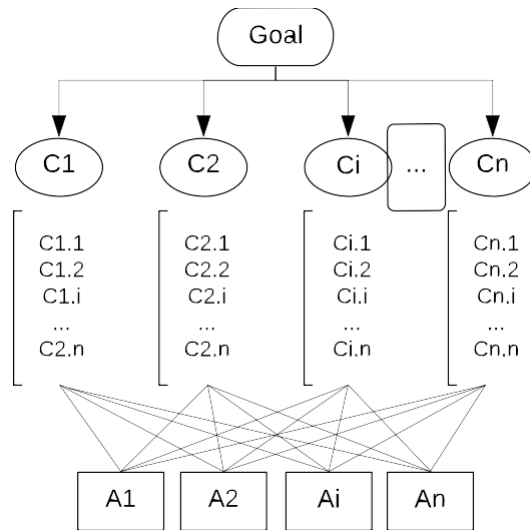 Goal
C1 C2 Ci ... Cn
C1.1 C2.1 Ci.1 Cn.1
C1.2 C2.2 Ci.2 Cn.2
C1.i C2.i Ci.i Cn.i
... ... ... ...
C2.n C2.n Ci.n Cn.n
A1 A2 Ai An